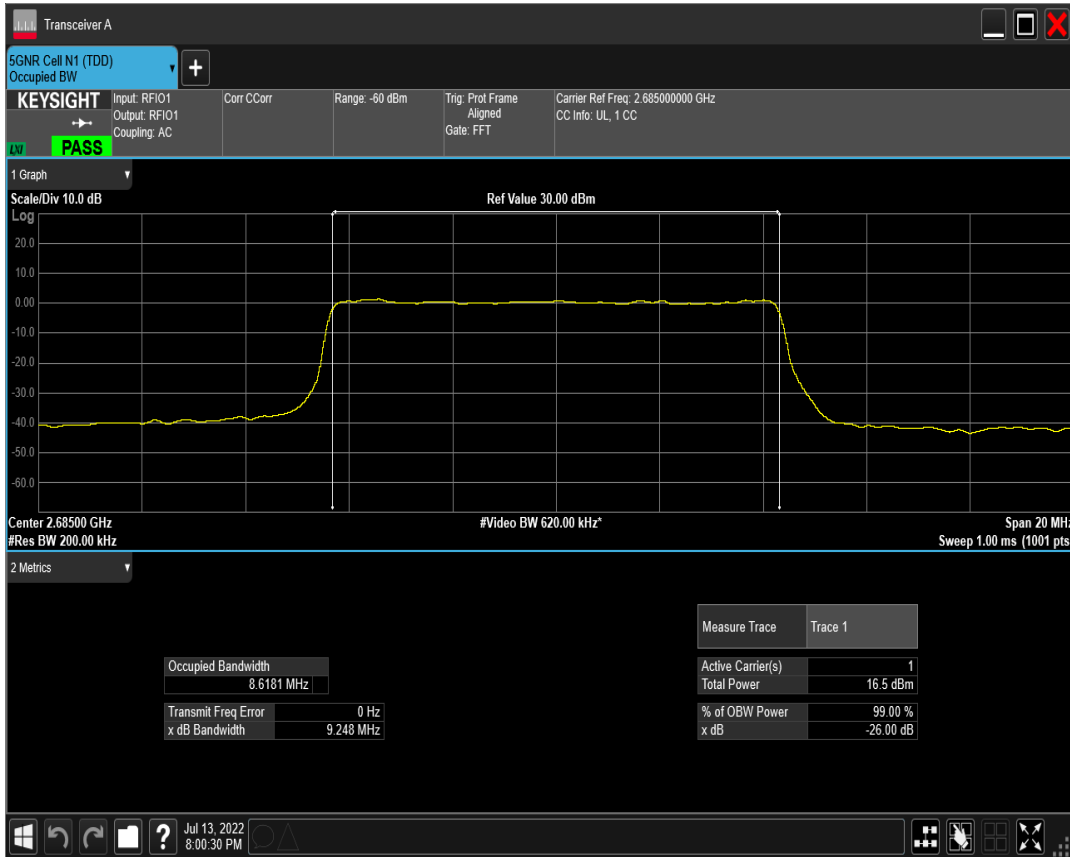 Transceiver A
5GNR Cell N1 (TDD)
Occupied BW
+
KEYSIGHT
LXI
PASS
Input: RFIO1
Output: RFIO1
Coupling: AC
Corr CCorr
Range: -60 dBm
Trig: Prot Frame
Aligned
Gate: FFT
Carrier Ref Freq: 2.685000000 GHz
CC Info: UL, 1 CC
1 Graph
Scale/Div 10.0 dB
Ref Value 30.00 dBm
Log
20.0
10.0
0.00
-10.0
-20.0
-30.0
-40.0
-50.0
-60.0
Center 2.68500 GHz
#Video BW 620.00 kHz*
Span 20 MHz
#Res BW 200.00 kHz
Sweep 1.00 ms (1001 pts
2 Metrics
Measure Trace Trace 1
Occupied Bandwidth
8.6181 MHz
Active Carrier(s) 1
Total Power 16.5 dBm
Transmit Freq Error 0 Hz
x dB Bandwidth 9.248 MHz
% of OBW Power 99.00 %
x dB -26.00 dB
?
Jul 13, 2022
8:00:30 PM